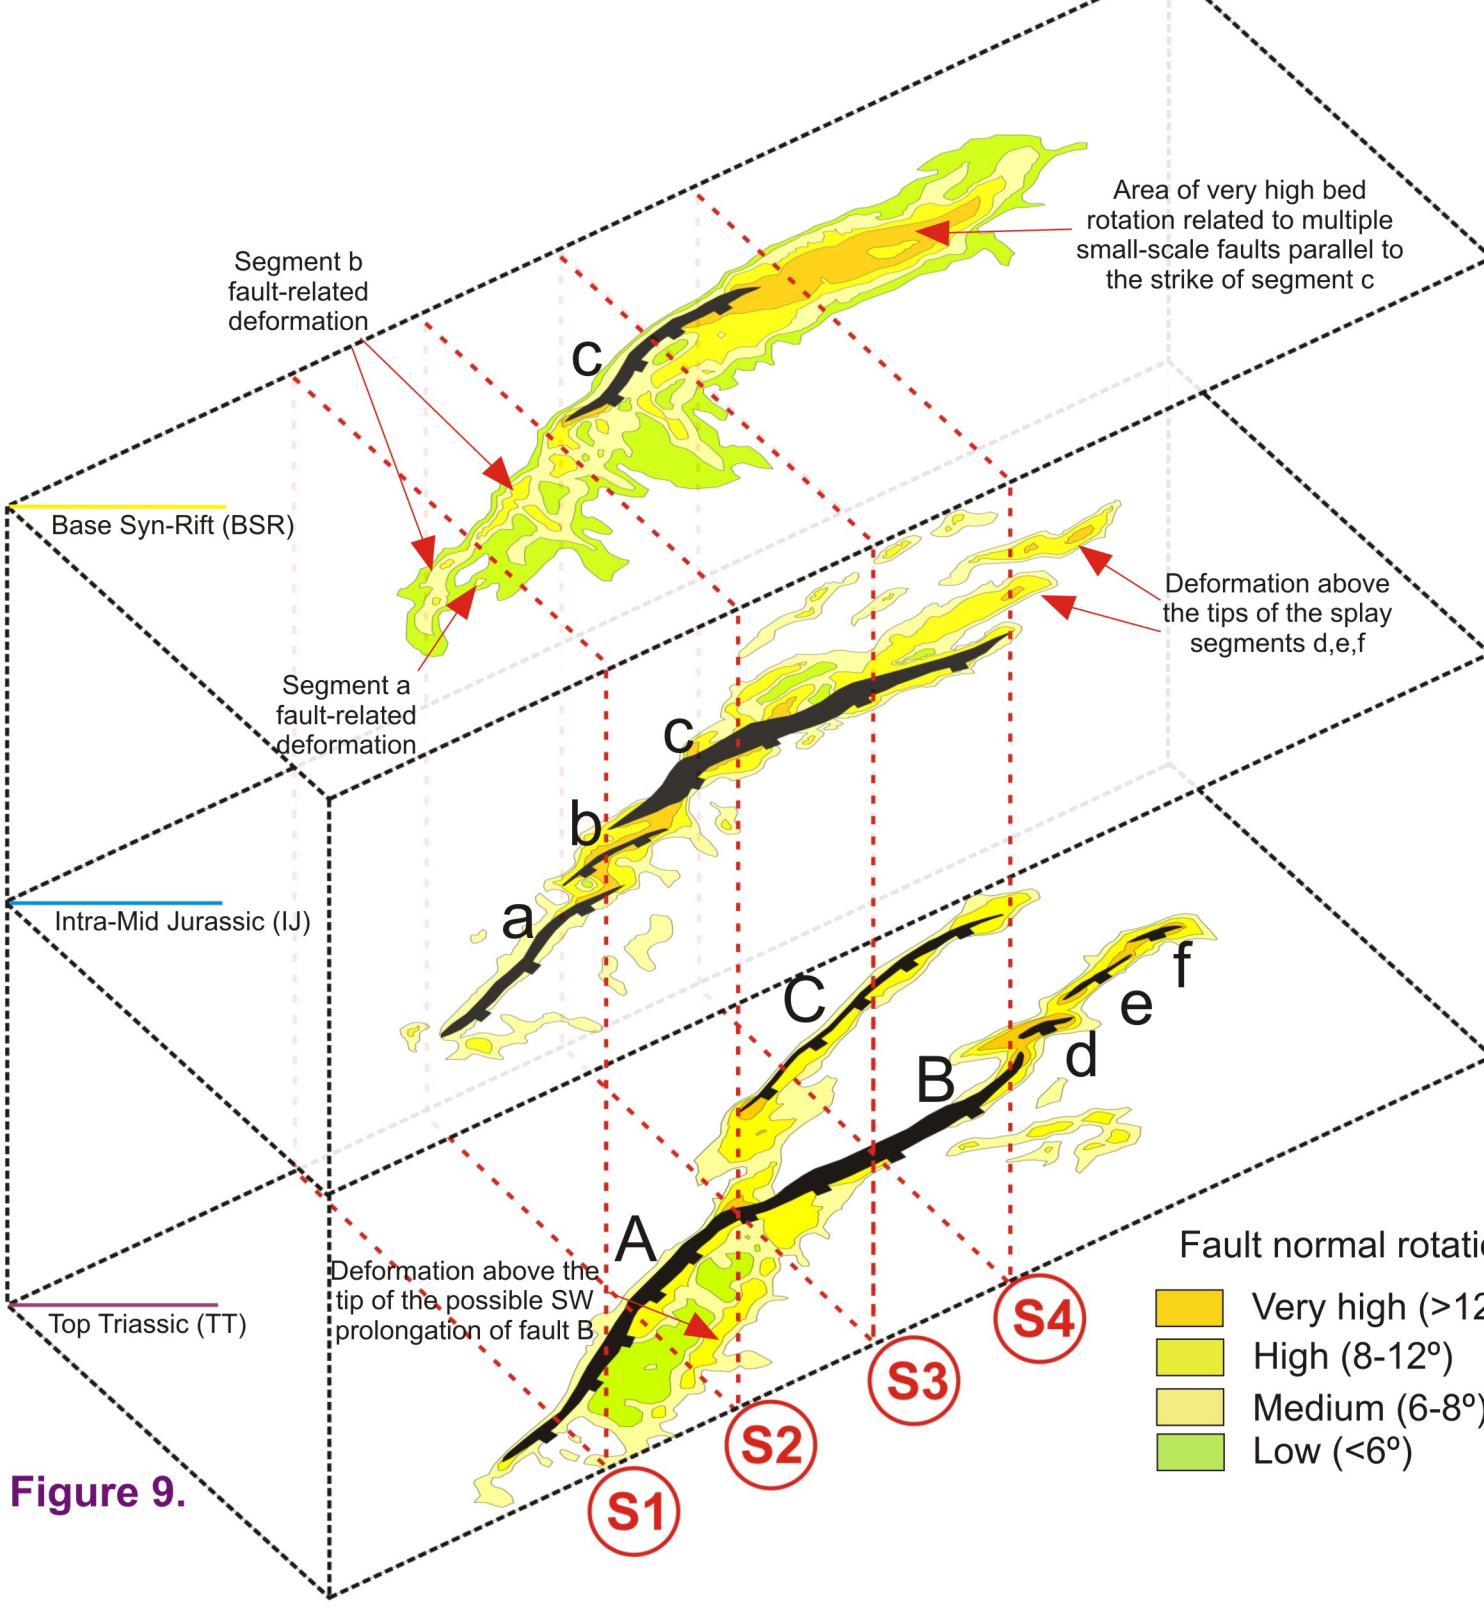 Area of very high bed
rotation related to multiple
small-scale faults parallel to
the strike of segment c
Segment b
fault-related
deformation
c
Base Syn-Rift (BSR)
Segment a
fault-related
deformation
Deformation above
the tips of the splay
segments d,e,f
c
b
a
Intra-Mid Jurassic (IJ)
C
f
e
d
B
A
Deformation above the
tip of the possible SW
prolongation of fault B
Top Triassic (TT)
Fault normal
Very high (>12
High (8-12º)
Medium (6-8º)
Low (<6º)
S4
S3
S2
S1
Figure 9.